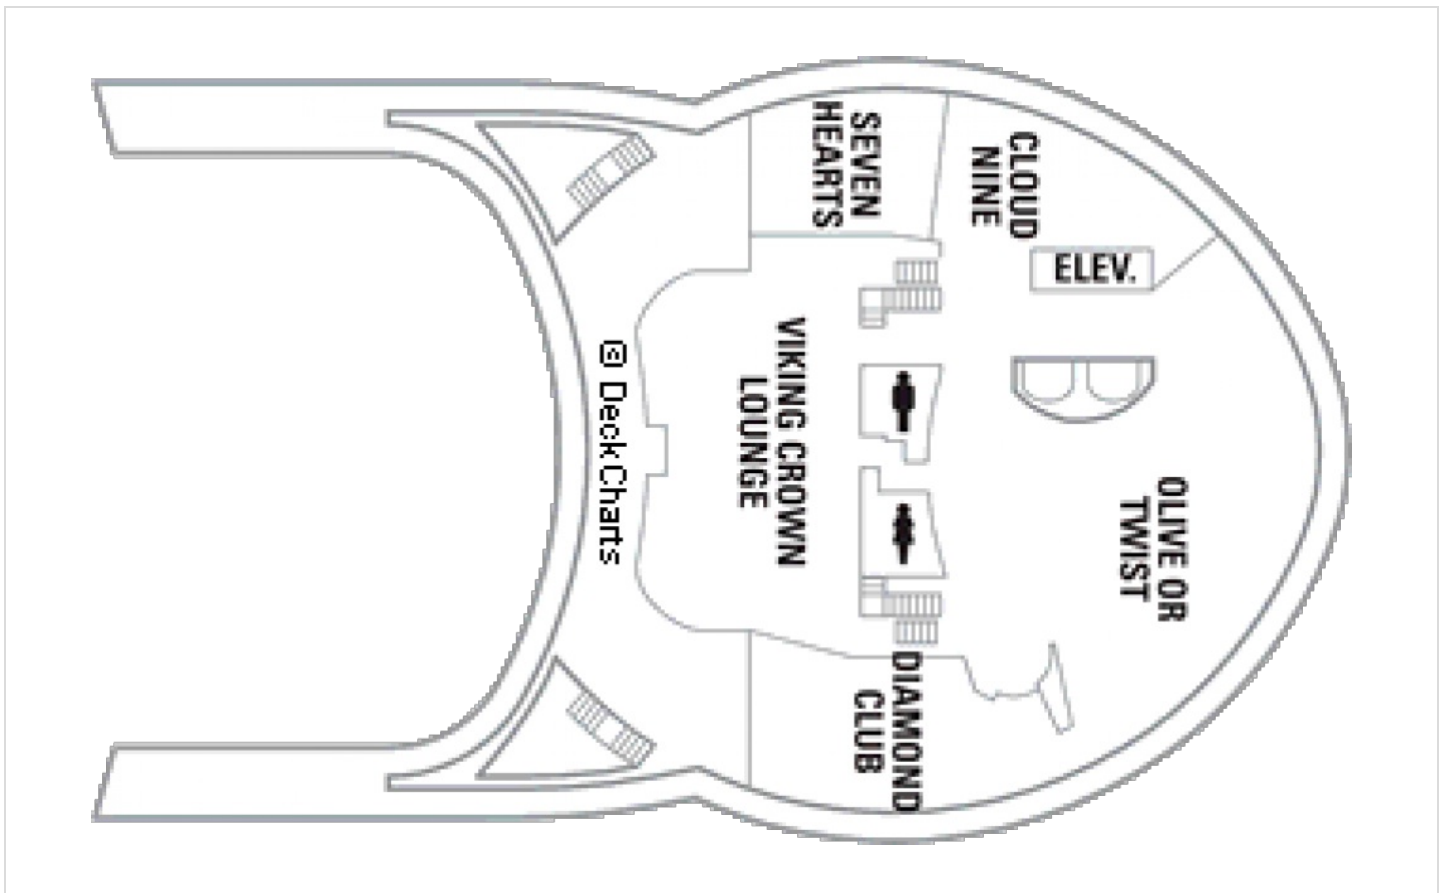 SEVEN
HEARTS
CLOUD
NINE
ELEV.
VIKING CROWN
LOUNGE
© DeckCharts
OLIVE OR
TWIST
DIAMOND
CLUB